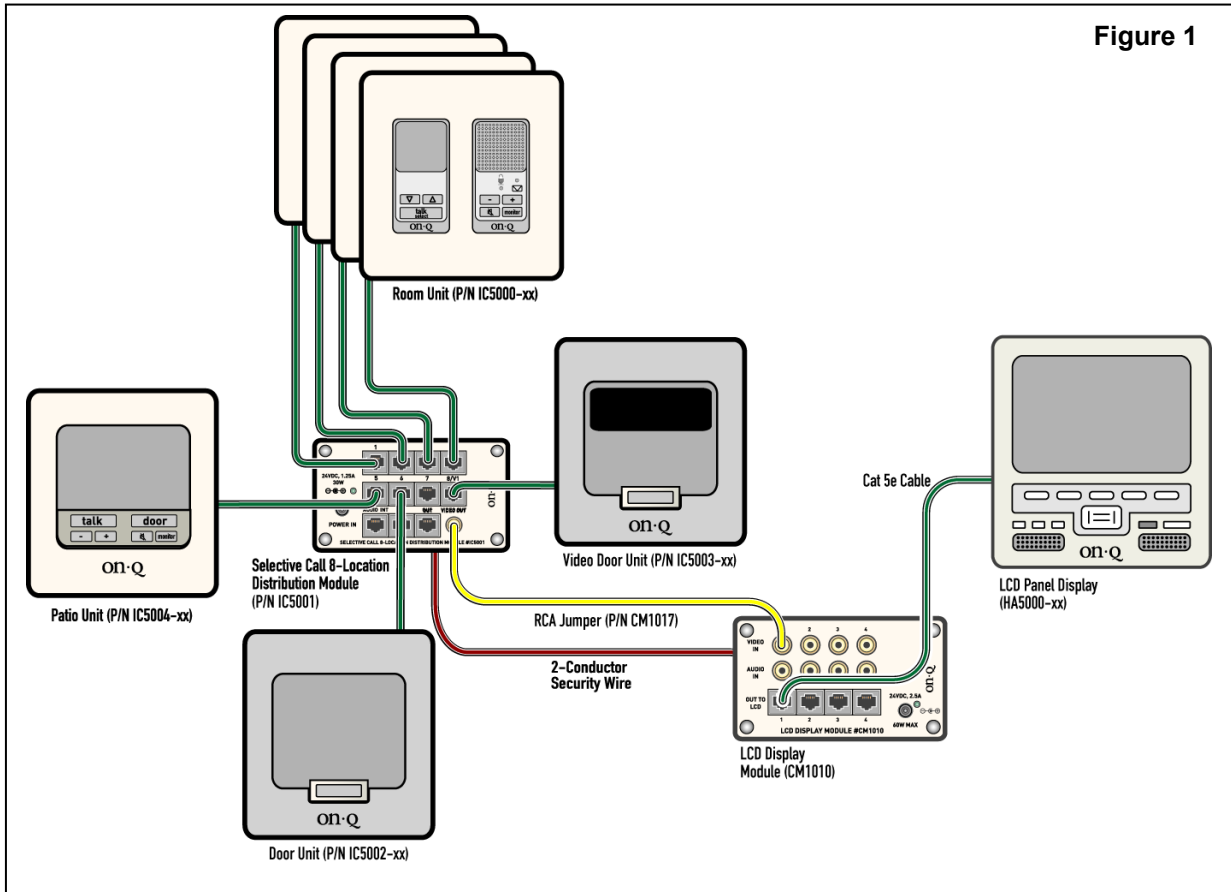 Figure 1
talk
select
on·Q
- +
monitor
on·Q
Room Unit (P/N IC5000-xx)
talk door
- + monitor
on·Q
Patio Unit (P/N IC5004-xx)
1
24VDC, 1.25A
30W
5 6 7 8/V1
POWER IN
VIDEO OUT
on·
SELECTIVE CALL 8-LOCATION DISTRIBUTION MODULE #IC5001
Selective Call 8-Location
Distribution Module
(P/N IC5001)
on·Q
Video Door Unit (P/N IC5003-xx)
Cat 5e Cable
on·Q
LCD Panel Display
(HA5000-xx)
RCA Jumper (P/N CM1017)
2-Conductor
Security Wire
2 3 4
VIDEO
IN
AUDIO
IN
OUT TO
LCD
1 2 3 4
24VDC, 2.5A
60W MAX
on·Q
LCD DISPLAY MODULE #CM1010
LCD Display
Module (CM1010)
on·Q
Door Unit (P/N IC5002-xx)